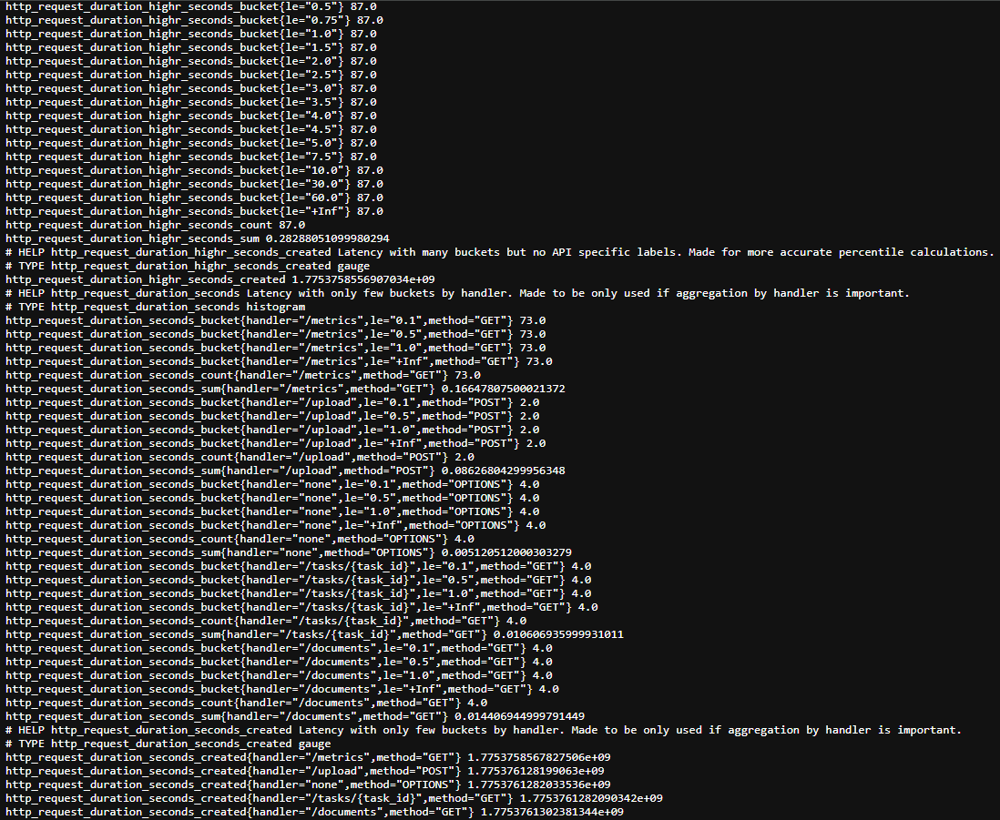 http_request_duration_highr_seconds_bucket{le="0.5"} 87.0
http_request_duration_highr_seconds_bucket{le="0.75"} 87.0
http_request_duration_highr_seconds_bucket{le="1.0"} 87.0
http_request_duration_highr_seconds_bucket{le="1.5"} 87.0
http_request_duration_highr_seconds_bucket{le="2.0"} 87.0
http_request_duration_highr_seconds_bucket{le="2.5"} 87.0
http_request_duration_highr_seconds_bucket{le="3.0"} 87.0
http_request_duration_highr_seconds_bucket{le="3.5"} 87.0
http_request_duration_highr_seconds_bucket{le="4.0"} 87.0
http_request_duration_highr_seconds_bucket{le="4.5"} 87.0
http_request_duration_highr_seconds_bucket{le="5.0"} 87.0
http_request_duration_highr_seconds_bucket{le="7.5"} 87.0
http_request_duration_highr_seconds_bucket{le="10.0"} 87.0
http_request_duration_highr_seconds_bucket{le="30.0"} 87.0
http_request_duration_highr_seconds_bucket{le="60.0"} 87.0
http_request_duration_highr_seconds_bucket{le="+Inf"} 87.0
http_request_duration_highr_seconds_count 87.0
http_request_duration_highr_seconds_sum 0.28288051099980294
# HELP http_request_duration_highr_seconds_created Latency with many buckets but no API specific labels. Made for more accurate percentile calculations.
# TYPE http_request_duration_highr_seconds_created gauge
http_request_duration_highr_seconds_created 1.7753758556907034e+09
# HELP http_request_duration_seconds Latency with only few buckets by handler. Made to be only used if aggregation by handler is important.
# TYPE http_request_duration_seconds histogram
http_request_duration_seconds_bucket{handler="/metrics",le="0.1",method="GET"} 73.0
http_request_duration_seconds_bucket{handler="/metrics",le="0.5",method="GET"} 73.0
http_request_duration_seconds_bucket{handler="/metrics",le="1.0",method="GET"} 73.0
http_request_duration_seconds_bucket{handler="/metrics",le="+Inf",method="GET"} 73.0
http_request_duration_seconds_count{handler="/metrics",method="GET"} 73.0
http_request_duration_seconds_sum{handler="/metrics",method="GET"} 0.16647807500021372
http_request_duration_seconds_bucket{handler="/upload",le="0.1",method="POST"} 2.0
http_request_duration_seconds_bucket{handler="/upload",le="0.5",method="POST"} 2.0
http_request_duration_seconds_bucket{handler="/upload",le="1.0",method="POST"} 2.0
http_request_duration_seconds_bucket{handler="/upload",le="+Inf",method="POST"} 2.0
http_request_duration_seconds_count{handler="/upload",method="POST"} 2.0
http_request_duration_seconds_sum{handler="/upload",method="POST"} 0.08626804299956348
http_request_duration_seconds_bucket{handler="none",le="0.1",method="OPTIONS"} 4.0
http_request_duration_seconds_bucket{handler="none",le="0.5",method="OPTIONS"} 4.0
http_request_duration_seconds_bucket{handler="none",le="1.0",method="OPTIONS"} 4.0
http_request_duration_seconds_bucket{handler="none",le="+Inf",method="OPTIONS"} 4.0
http_request_duration_seconds_count{handler="none",method="OPTIONS"} 4.0
http_request_duration_seconds_sum{handler="none",method="OPTIONS"} 0.005120512000303279
http_request_duration_seconds_bucket{handler="/tasks/{task_id}",le="0.1",method="GET"} 4.0
http_request_duration_seconds_bucket{handler="/tasks/{task_id}",le="0.5",method="GET"} 4.0
http_request_duration_seconds_bucket{handler="/tasks/{task_id}",le="1.0",method="GET"} 4.0
http_request_duration_seconds_bucket{handler="/tasks/{task_id}",le="+Inf",method="GET"} 4.0
http_request_duration_seconds_count{handler="/tasks/{task_id}",method="GET"} 4.0
http_request_duration_seconds_sum{handler="/tasks/{task_id}",method="GET"} 0.010606935999931011
http_request_duration_seconds_bucket{handler="/documents",le="0.1",method="GET"} 4.0
http_request_duration_seconds_bucket{handler="/documents",le="0.5",method="GET"} 4.0
http_request_duration_seconds_bucket{handler="/documents",le="1.0",method="GET"} 4.0
http_request_duration_seconds_bucket{handler="/documents",le="+Inf",method="GET"} 4.0
http_request_duration_seconds_count{handler="/documents",method="GET"} 4.0
http_request_duration_seconds_sum{handler="/documents",method="GET"} 0.014406944999791449
# HELP http_request_duration_seconds_created Latency with only few buckets by handler. Made to be only used if aggregation by handler is important.
# TYPE http_request_duration_seconds_created gauge
http_request_duration_seconds_created{handler="/metrics",method="GET"} 1.7753758567827506e+09
http_request_duration_seconds_created{handler="/upload",method="POST"} 1.775376128199063e+09
http_request_duration_seconds_created{handler="none",method="OPTIONS"} 1.7753761282033536e+09
http_request_duration_seconds_created{handler="/tasks/{task_id}",method="GET"} 1.7753761282090342e+09
http_request_duration_seconds_created{handler="/documents",method="GET"} 1.7753761302381344e+09